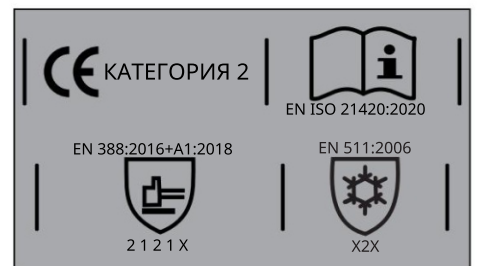 CE КАТЕГОРИЯ 2
i
EN ISO 21420:2020
EN 388:2016+A1:2018
2 1 2 1 X
EN 511:2006
X2X